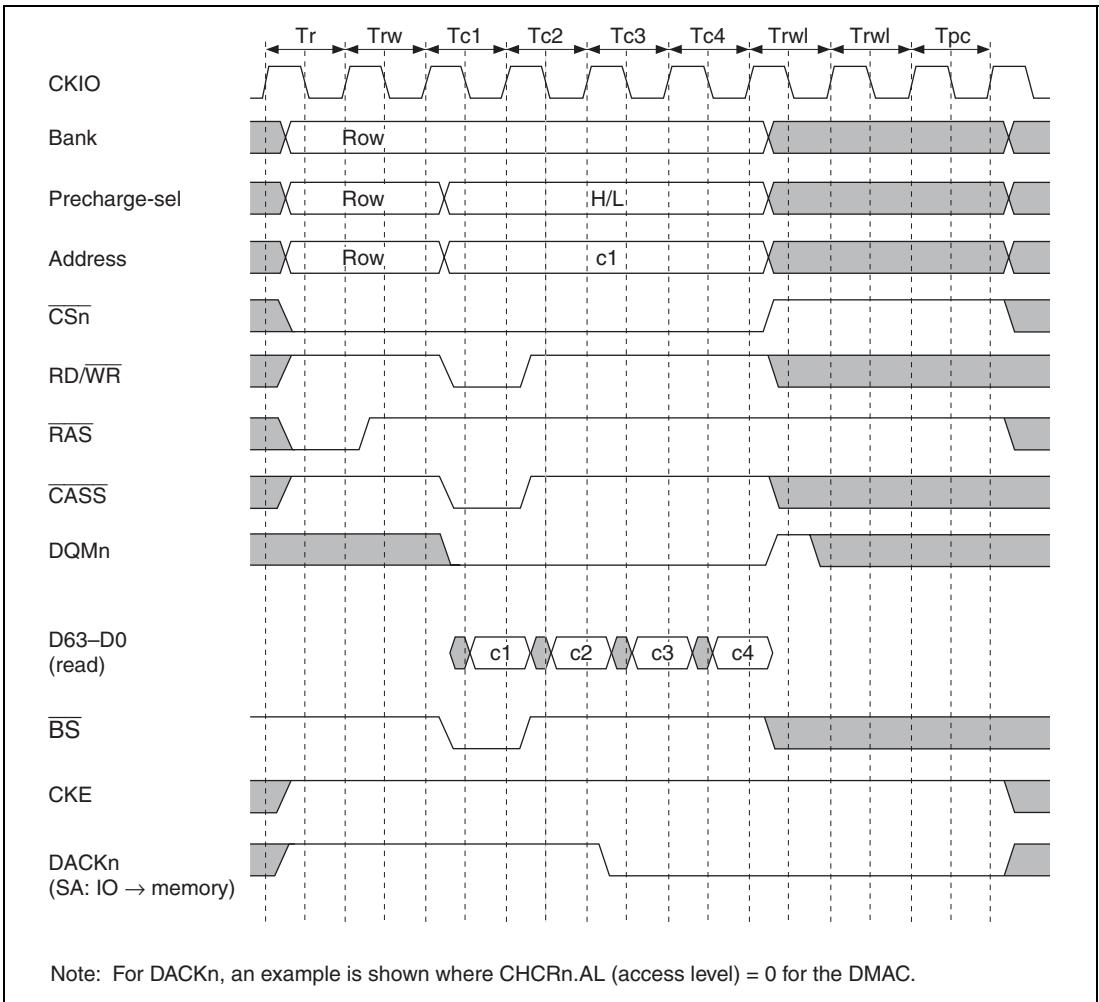 Tr Trw Tc1 Tc2 Tc3 Tc4 Trwl Trwl Tpc
CKIO
Bank Row
Precharge-sel Row H/L
Address Row c1
CSn
RD/WR
RAS
CASS
DQMn
D63–D0
(read) c1 c2 c3 c4
BS
CKE
DACKn
(SA: IO → memory)
Note: For DACKn, an example is shown where CHCRn.AL (access level) = 0 for the DMAC.